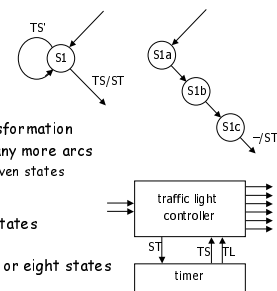 TS'
S1
TS/ST
S1a
S1b
S1c
–/ST
sformation
ny more arcs
ven states
tates
or eight states
traffic light
controller
ST
TS
TL
timer